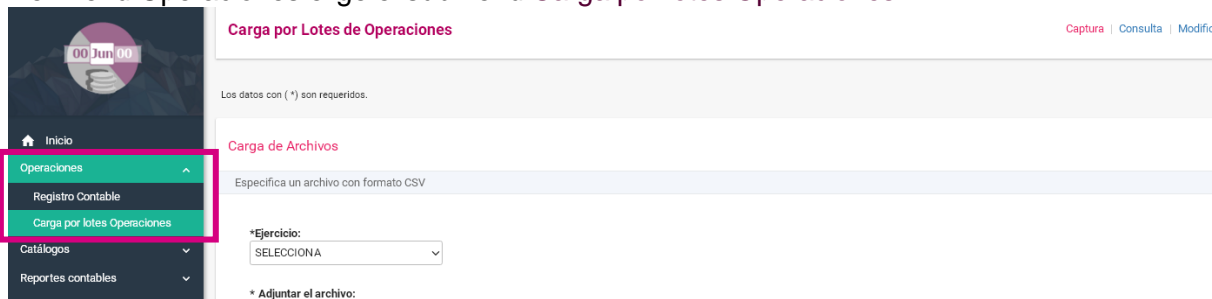 Carga por Lotes de Operaciones
Captura | Consulta | Modific
00 Jun 00
Los datos con ( *) son requeridos.
Inicio
Carga de Archivos
Operaciones
Especifica un archivo con formato CSV
Registro Contable
Carga por lotes Operaciones
*Ejercicio:
Catálogos
SELECCIONA
Reportes contables
* Adjuntar el archivo: